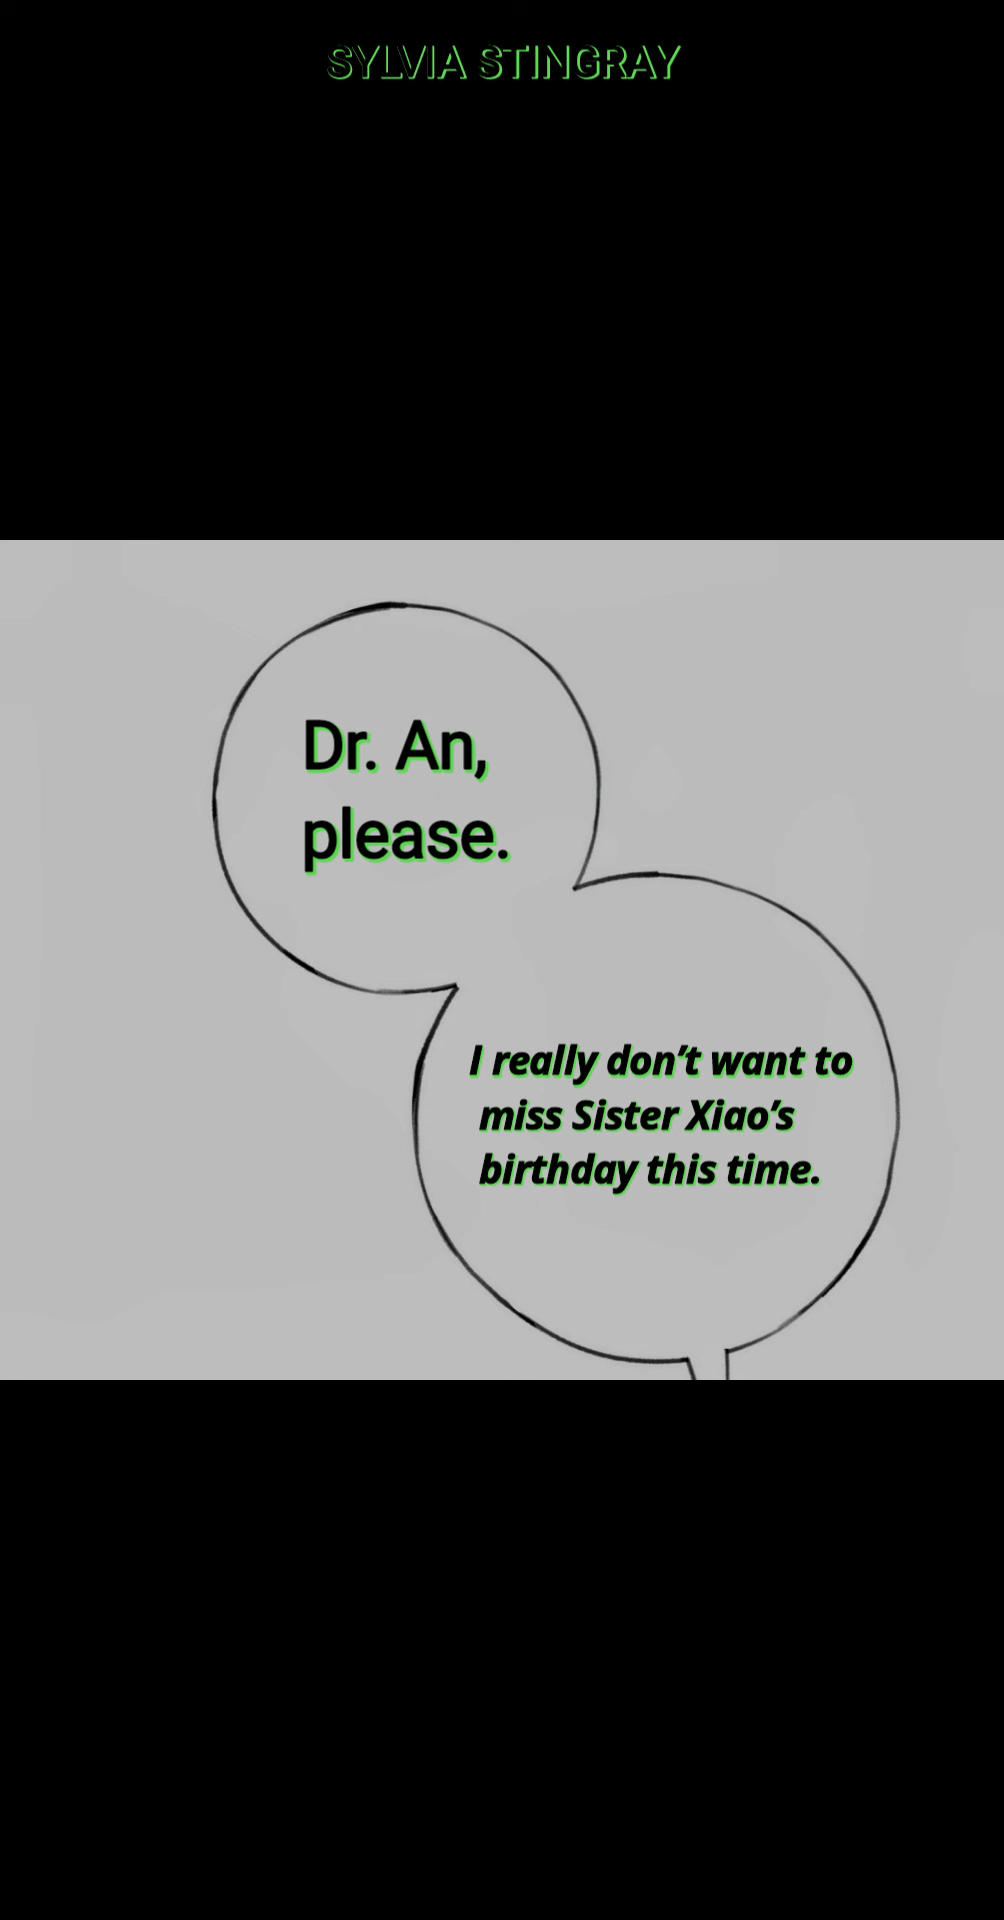 SYLVIA STINGRAY
Dr. An,
please.
I really don’t want to
miss Sister Xiao’s
birthday this time.